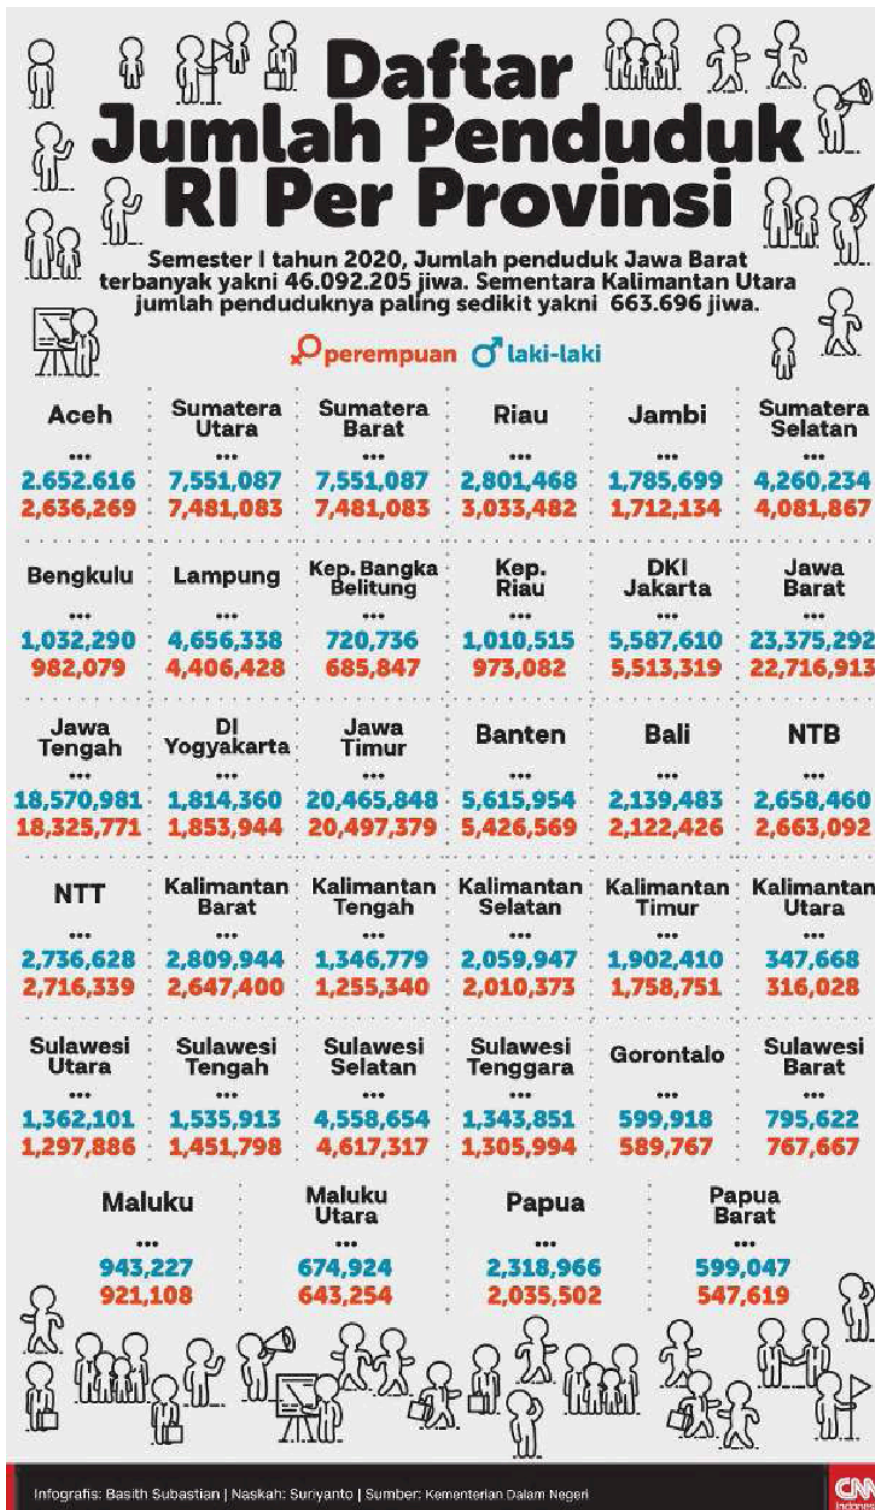 Daftar
Jumlah Penduduk
RI Per Provinsi
Semester I tahun 2020, Jumlah penduduk Jawa Barat
terbanyak yakni 46.092.205 jiwa. Sementara Kalimantan Utara
jumlah penduduknya paling sedikit yakni 663.696 jiwa.
perempuan laki-laki
Aceh
...
2.652.616
2,636,269
Sumatera
Utara
...
7,551,087
7,481,083
Sumatera
Barat
...
7,551,087
7,481,083
Riau
...
2,801,468
3,033,482
Jambi
...
1,785,699
1,712,134
Sumatera
Selatan
...
4,260,234
4,081,867
Bengkulu
...
1,032,290
982,079
Lampung
...
4,656,338
4,406,428
Kep. Bangka
Belitung
...
720,736
685,847
Kep.
Riau
...
1,010,515
973,082
DKI
Jakarta
...
5,587,610
5,513,319
Jawa
Barat
...
23,375,292
22,716,913
Jawa
Tengah
...
18,570,981
18,325,771
DI
Yogyakarta
...
1,814,360
1,853,944
Jawa
Timur
...
20,465,848
20,497,379
Banten
...
5,615,954
5,426,569
Bali
...
2,139,483
2,122,426
NTB
...
2,658,460
2,663,092
NTT
...
2,736,628
2,716,339
Kalimantan
Barat
...
2,809,944
2,647,400
Kalimantan
Tengah
...
1,346,779
1,255,340
Kalimantan
Selatan
...
2,059,947
2,010,373
Kalimantan
Timur
...
1,902,410
1,758,751
Kalimantan
Utara
...
347,668
316,028
Sulawesi
Utara
...
1,362,101
1,297,886
Sulawesi
Tengah
...
1,535,913
1,451,798
Sulawesi
Selatan
...
4,558,654
4,617,317
Sulawesi
Tenggara
...
1,343,851
1,305,994
Gorontalo
...
599,918
589,767
Sulawesi
Barat
...
795,622
767,667
Maluku
...
943,227
921,108
Maluku
Utara
...
674,924
643,254
Papua
...
2,318,966
2,035,502
Papua
Barat
...
599,047
547,619
Infografis: Basith Subastian | Naskah: Suriyanto | Sumber: Kementerian Dalam Negeri
CNN
Indones